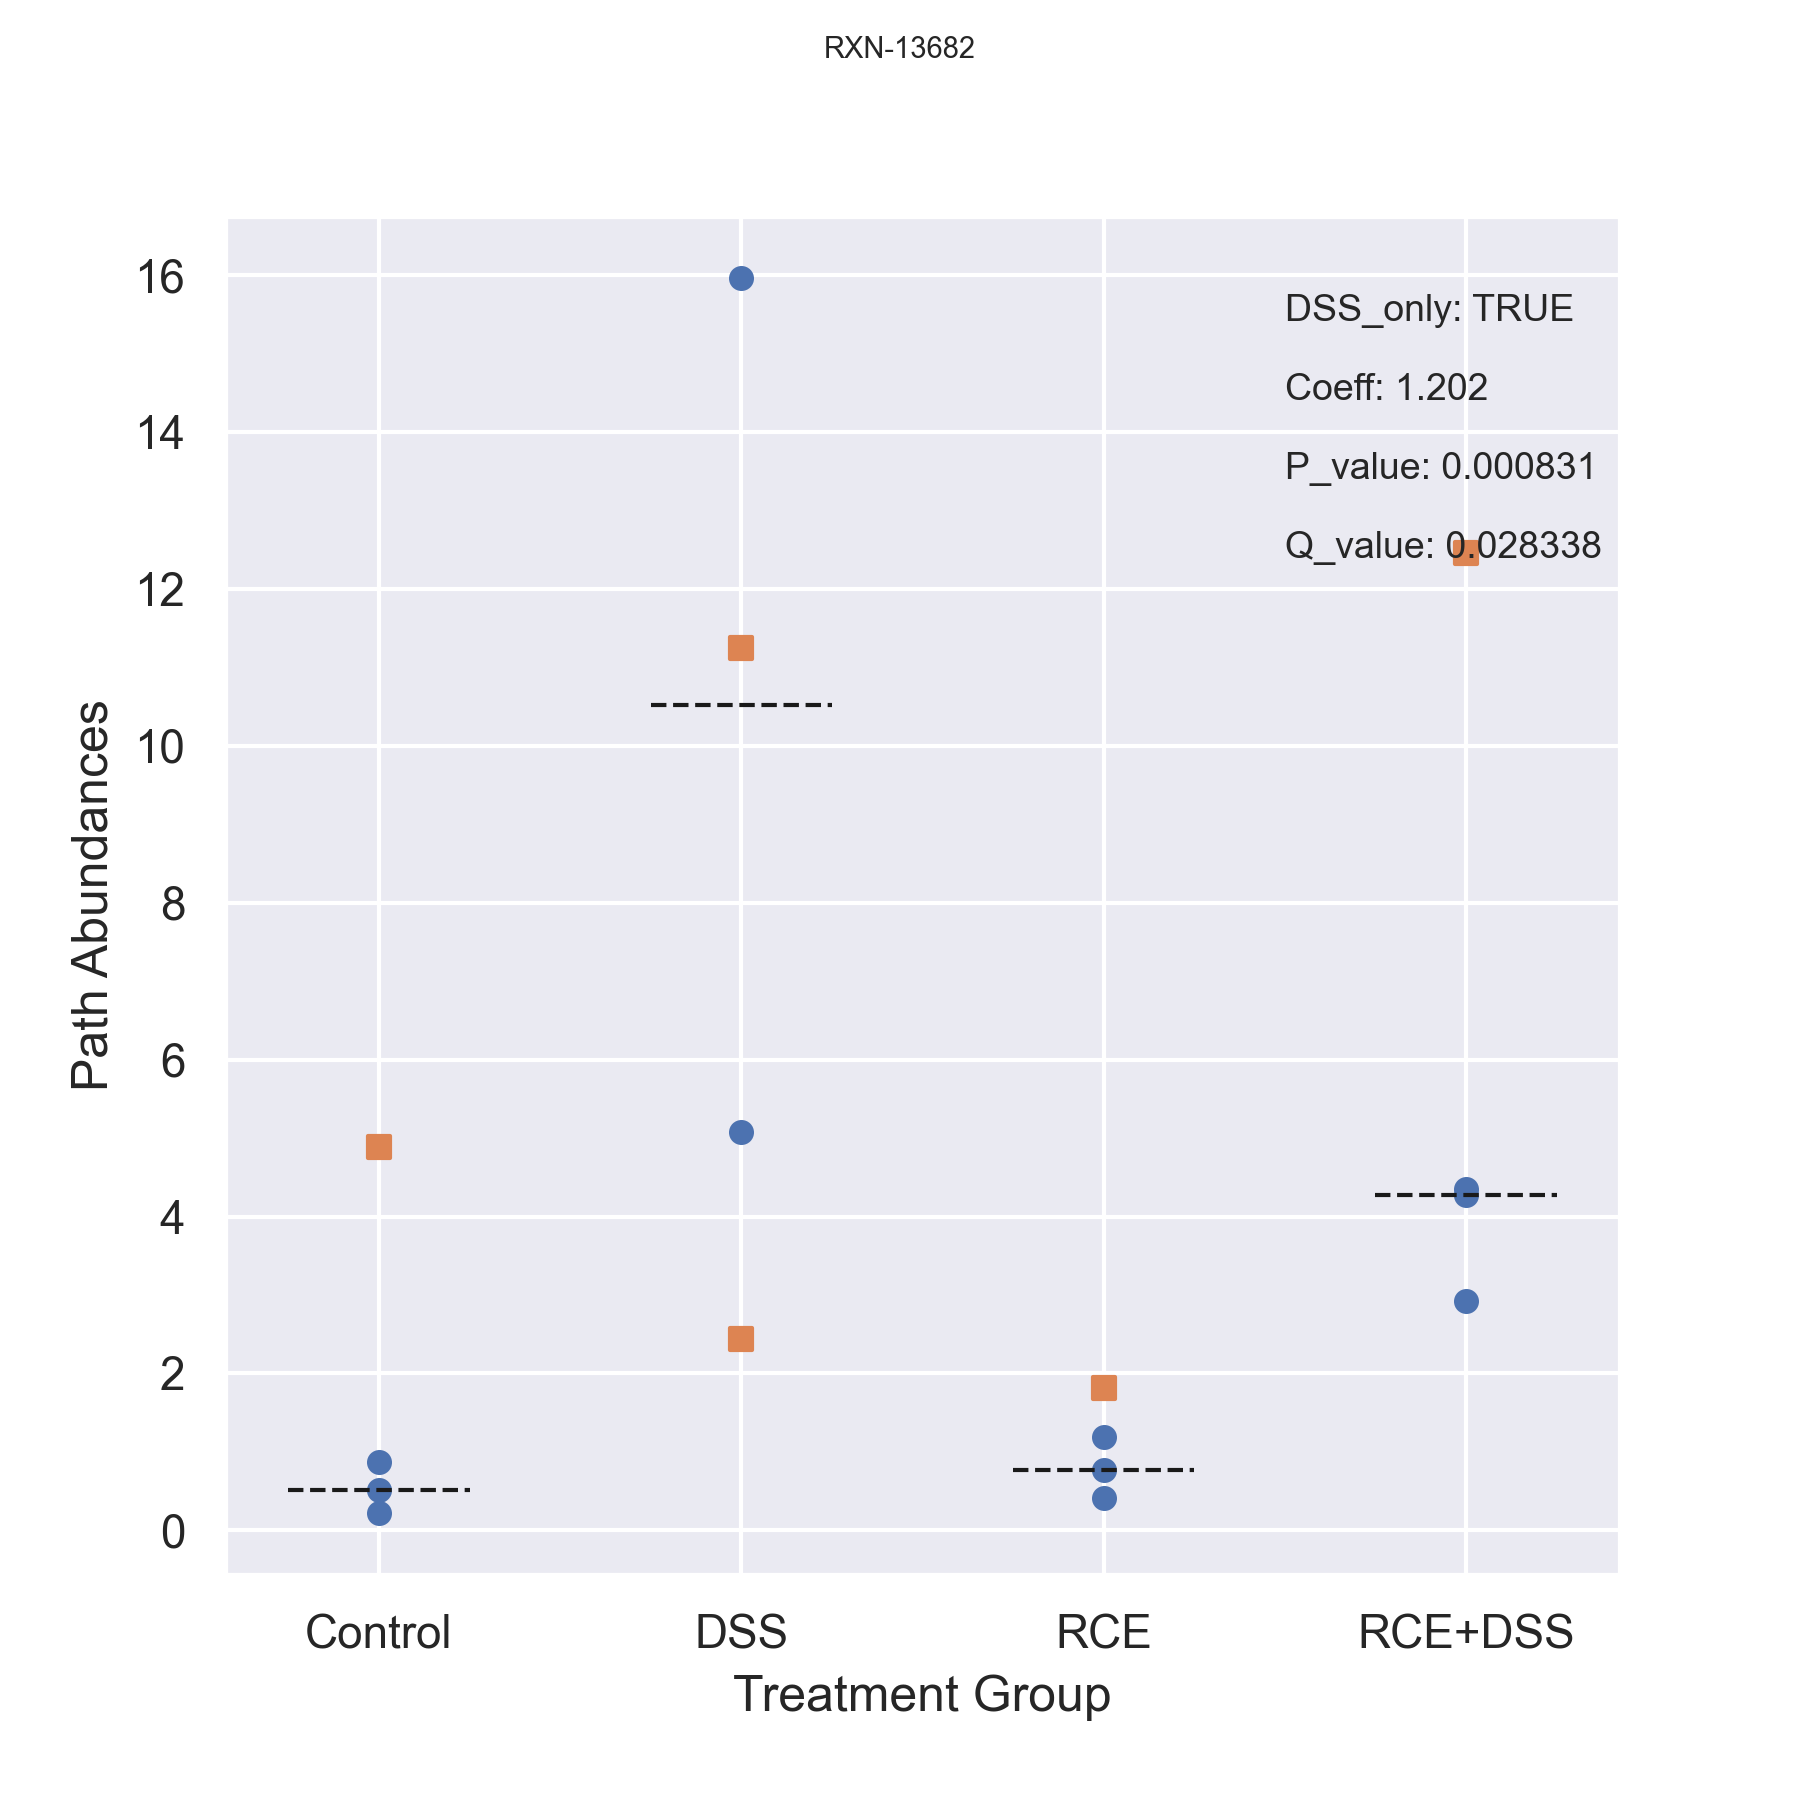 RXN-13682
16
14
12
10
8
6
4
2
0
Path Abundances
DSS_only: TRUE
Coeff: 1.202
P_value: 0.000831
Q_value: 0.028338
Control
DSS
RCE
RCE+DSS
Treatment Group